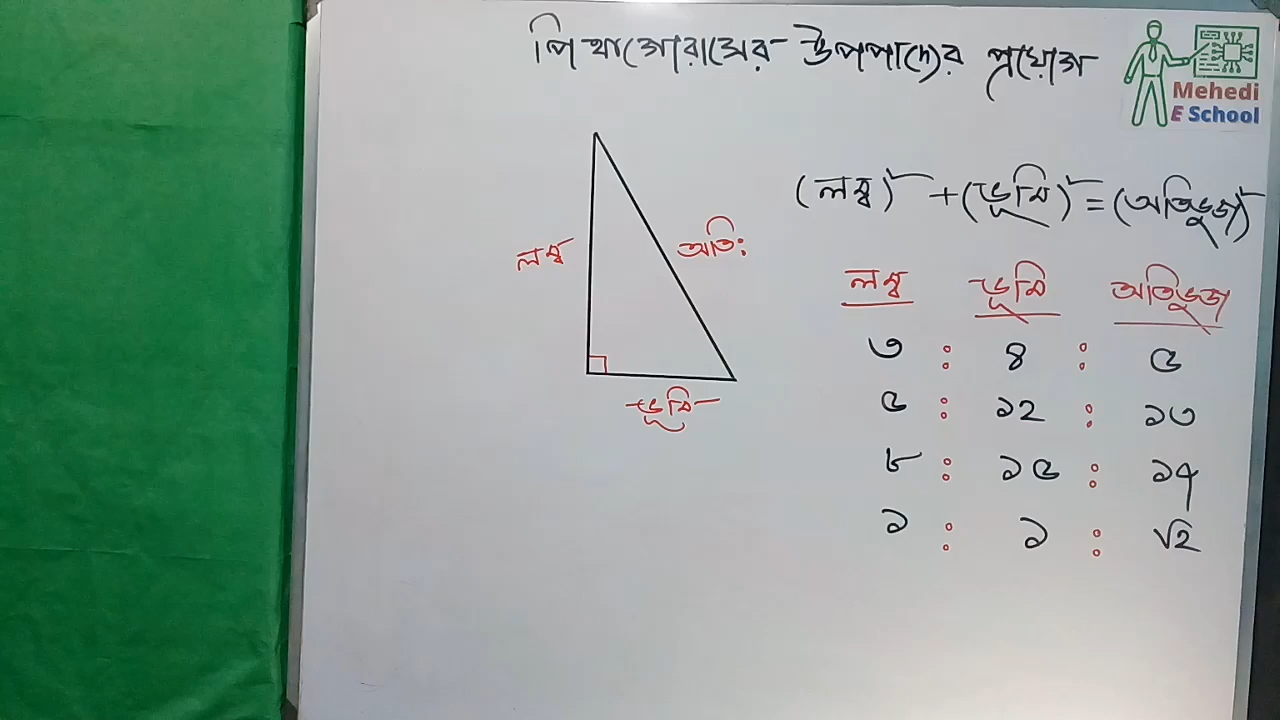 পিথাগোরাসের উপপাদ্যের প্রয়োগ
Mehedi
E School
(লম্ব)² + (ভূমি)² = (অতিভূজ)²
লম্ব
অতি:
ভূমি
লম্ব ভূমি অতিভূজ
৩ : ৪ : ৫
৫ : ১২ : ১৩
৮ : ১৫ : ১৭
১ : ১ : √২